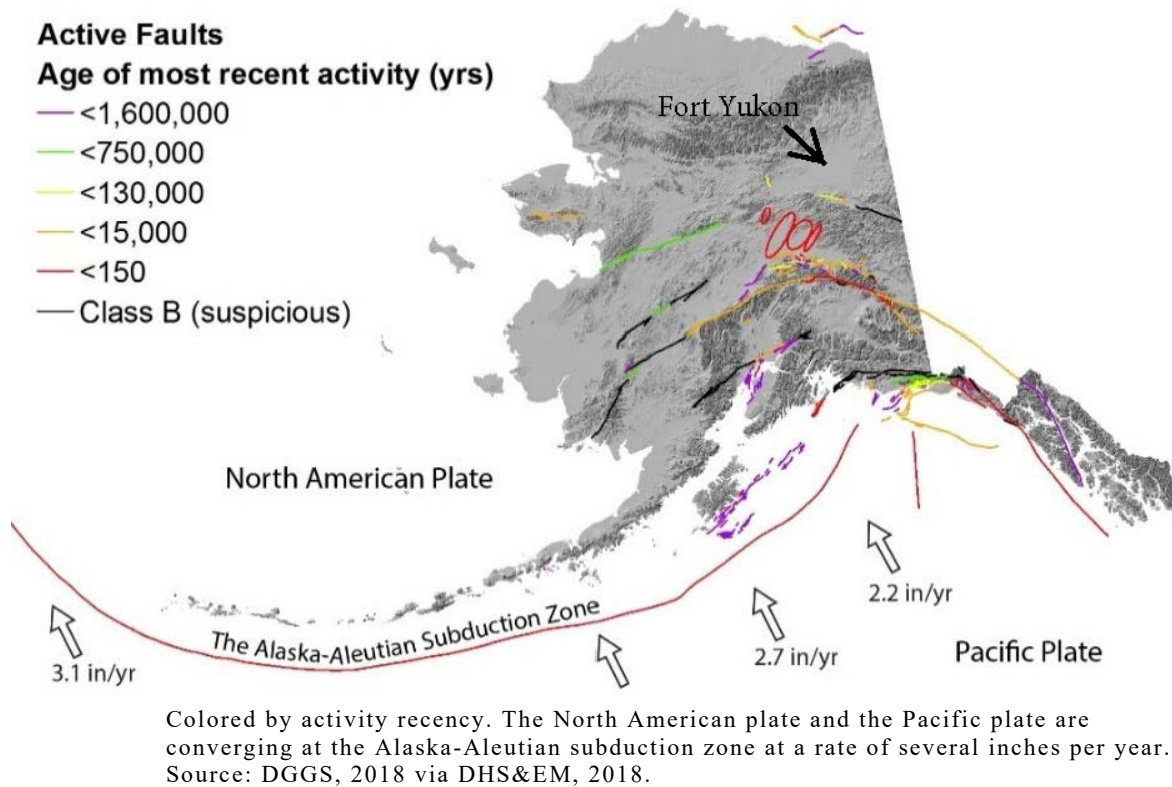 Active Faults
Age of most recent activity (yrs)
<1,600,000
<750,000
<130,000
<15,000
<150
Class B (suspicious)
Fort Yukon
North American Plate
The Alaska-Aleutian Subduction Zone
3.1 in/yr
2.7 in/yr
2.2 in/yr
Pacific Plate
Colored by activity recency. The North American plate and the Pacific plate are
converging at the Alaska-Aleutian subduction zone at a rate of several inches per year.
Source: DGGS, 2018 via DHS&EM, 2018.